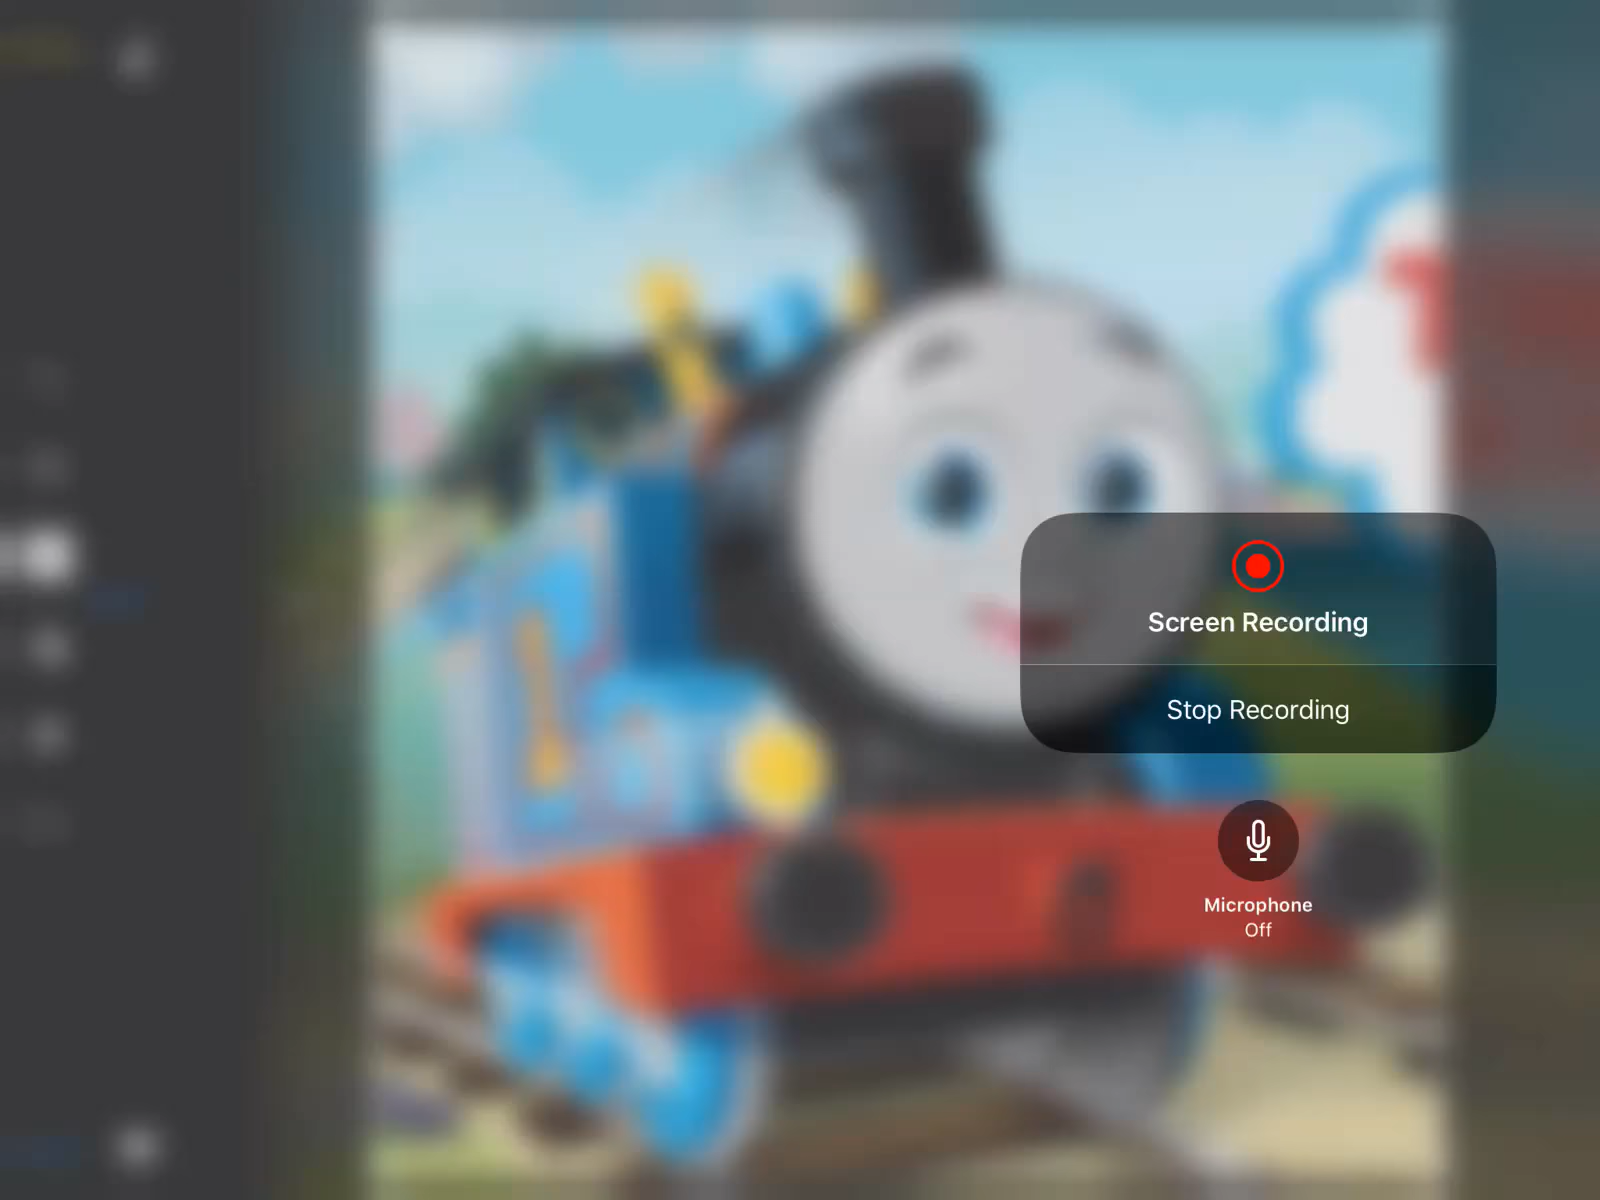 Screen Recording
Stop Recording
Microphone
Off